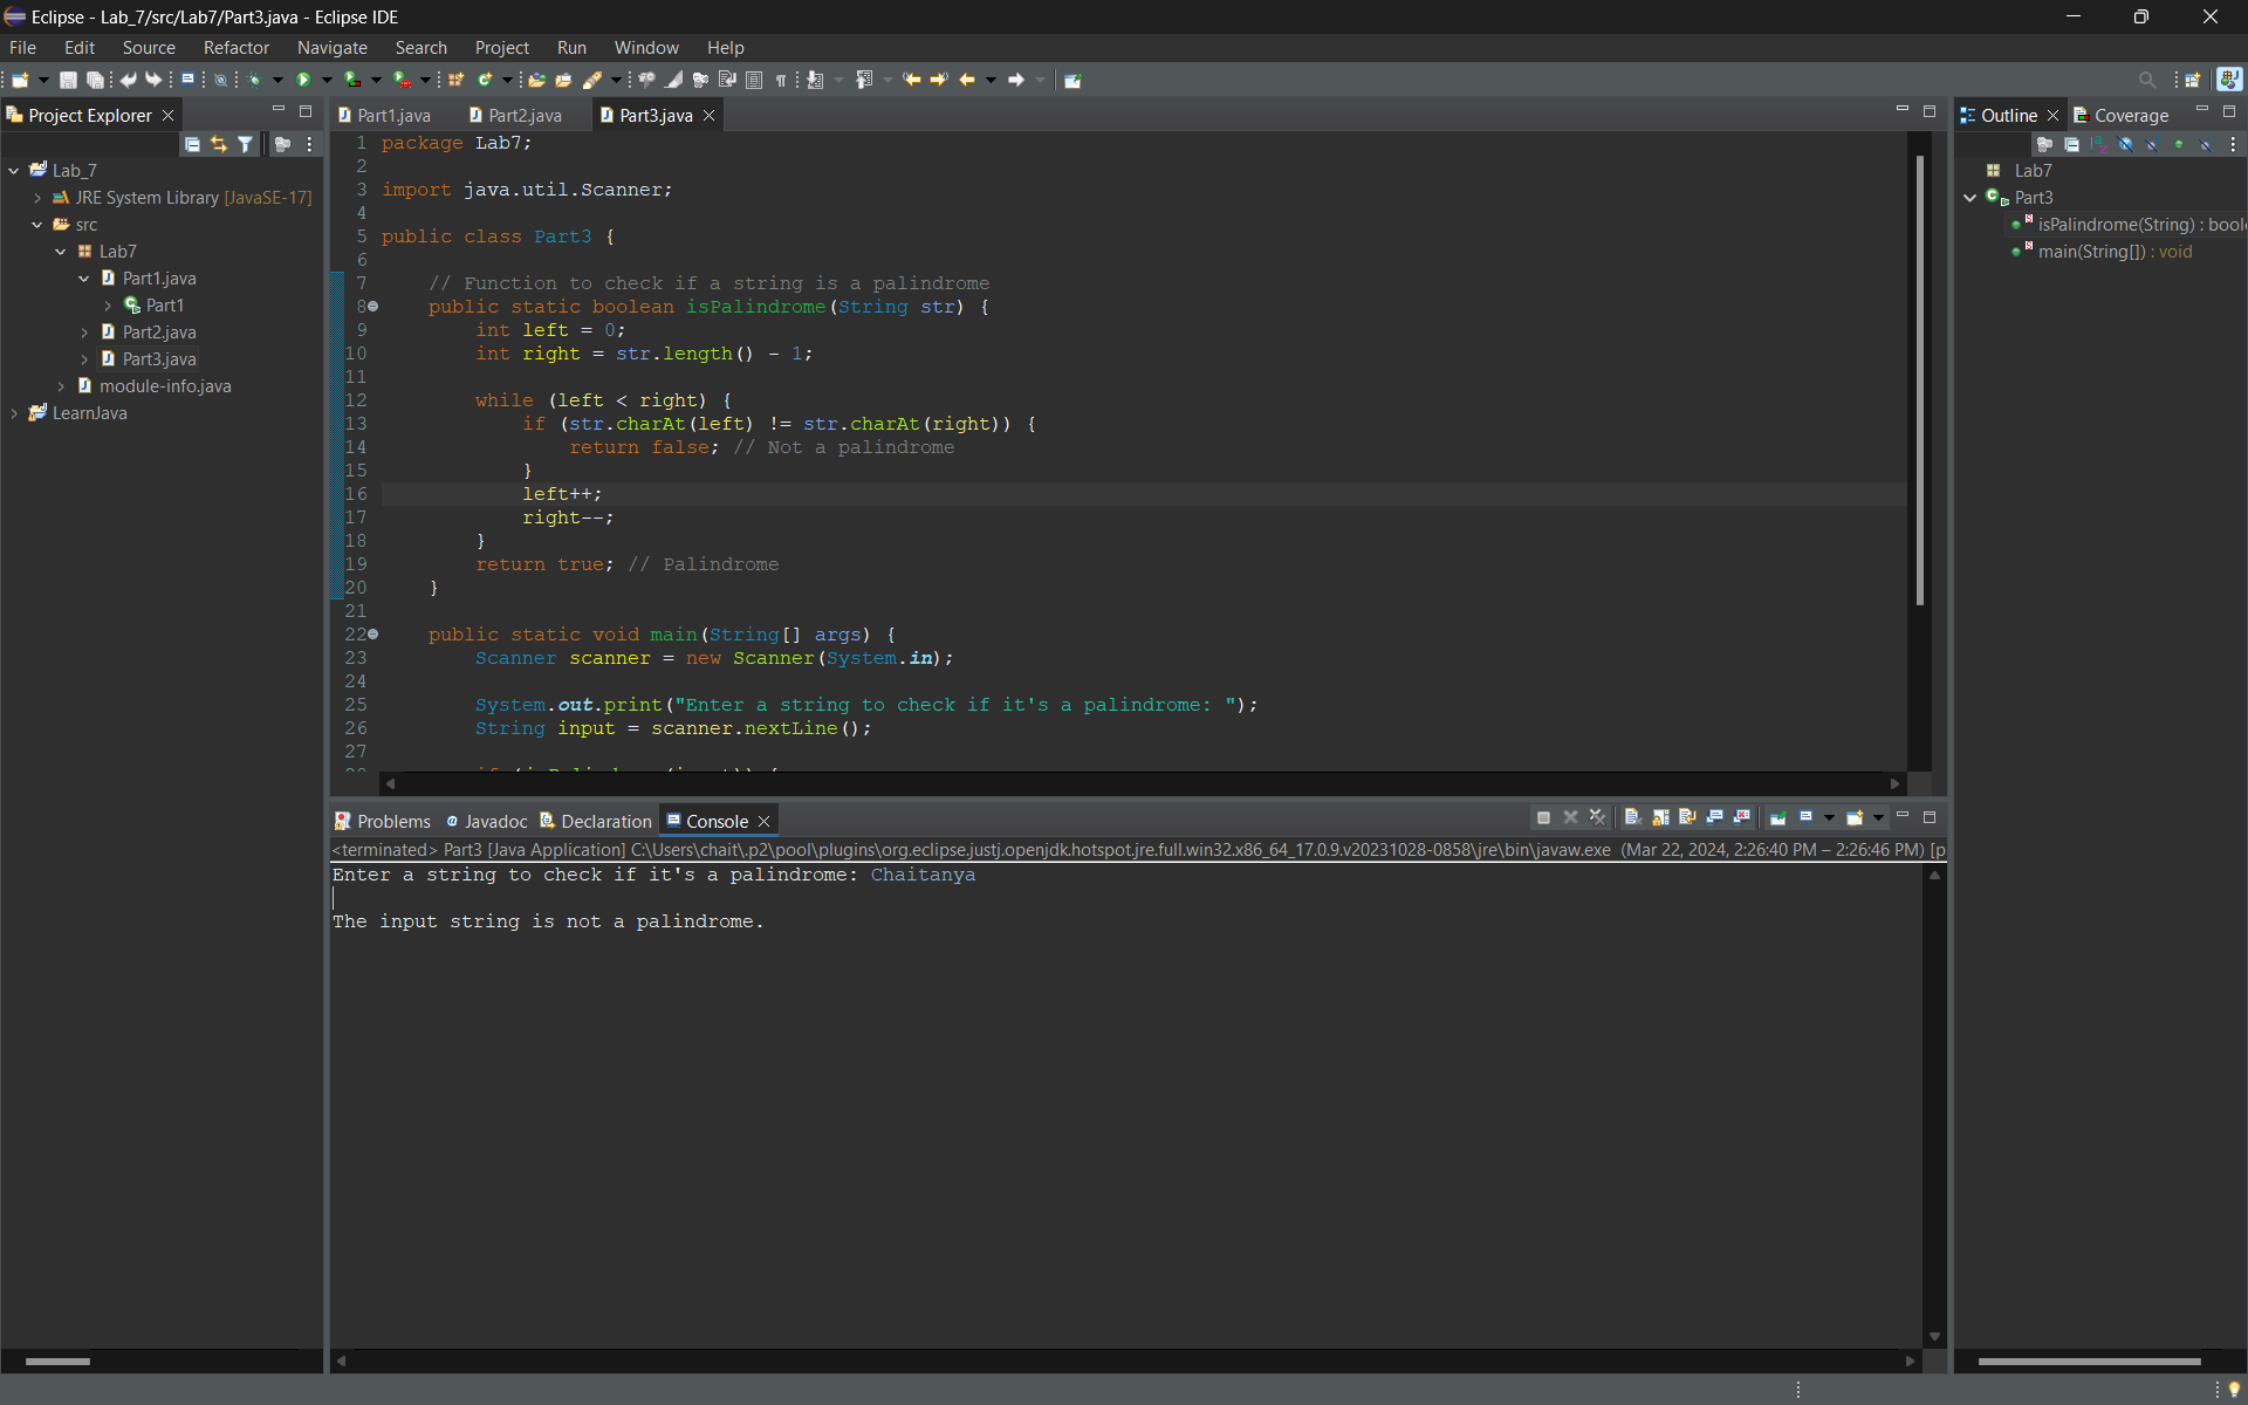 Eclipse - Lab_7/src/Lab7/Part3.java - Eclipse IDE
File Edit Source Refactor Navigate Search Project Run Window Help
Project Explorer
Lab_7
JRE System Library [JavaSE-17]
src
Lab7
Part1.java
Part1
Part2.java
Part3.java
module-info.java
LearnJava
Part1.java Part2.java Part3.java
1 package Lab7;
2
3 import java.util.Scanner;
4
5 public class Part3 {
6
7     // Function to check if a string is a palindrome
8     public static boolean isPalindrome(String str) {
9         int left = 0;
10         int right = str.length() - 1;
11
12         while (left < right) {
13             if (str.charAt(left) != str.charAt(right)) {
14                 return false; // Not a palindrome
15             }
16             left++;
17             right--;
18         }
19         return true; // Palindrome
20     }
21
22     public static void main(String[] args) {
23         Scanner scanner = new Scanner(System.in);
24
25         System.out.print("Enter a string to check if it's a palindrome: ");
26         String input = scanner.nextLine();
27
Problems Javadoc Declaration Console
<terminated> Part3 [Java Application] C:\Users\chait\.p2\pool\plugins\org.eclipse.justj.openjdk.hotspot.jre.full.win32.x86_64_17.0.9.v20231028-0858\jre\bin\javaw.exe (Mar 22, 2024, 2:26:40 PM – 2:26:46 PM) [p
Enter a string to check if it's a palindrome: Chaitanya
The input string is not a palindrome.
Outline Coverage
Lab7
Part3
isPalindrome(String) : bool
main(String[]) : void